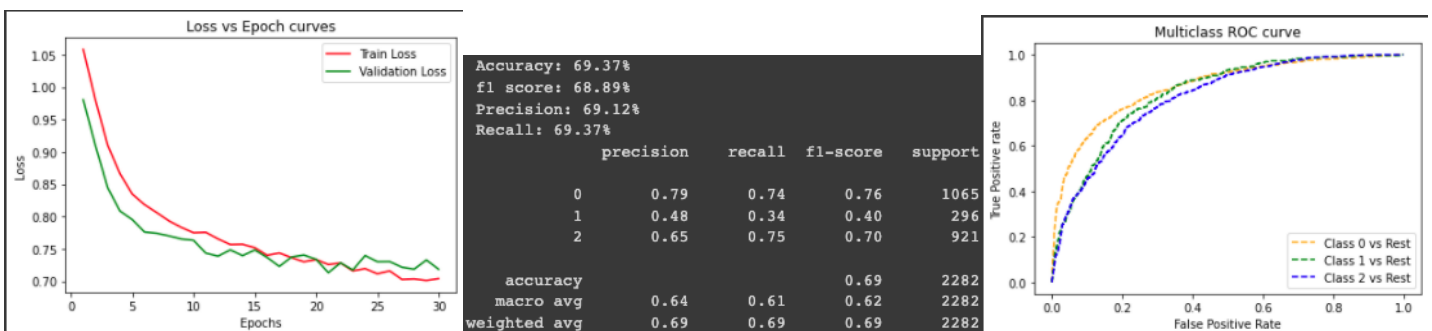 Loss vs Epoch curves
Train Loss
Validation Loss
Loss
1.05
1.00
0.95
0.90
0.85
0.80
0.75
0.70
0 5 10 15 20 25 30
Epochs
Accuracy: 69.37%
f1 score: 68.89%
Precision: 69.12%
Recall: 69.37%
precision recall f1-score support
0 0.79 0.74 0.76 1065
1 0.48 0.34 0.40 296
2 0.65 0.75 0.70 921
accuracy 0.69 2282
macro avg 0.64 0.61 0.62 2282
weighted avg 0.69 0.69 0.69 2282
Multiclass ROC curve
True Positive rate
1.0
0.8
0.6
0.4
0.2
0.0
Class 0 vs Rest
Class 1 vs Rest
Class 2 vs Rest
0.0 0.2 0.4 0.6 0.8 1.0
False Positive Rate